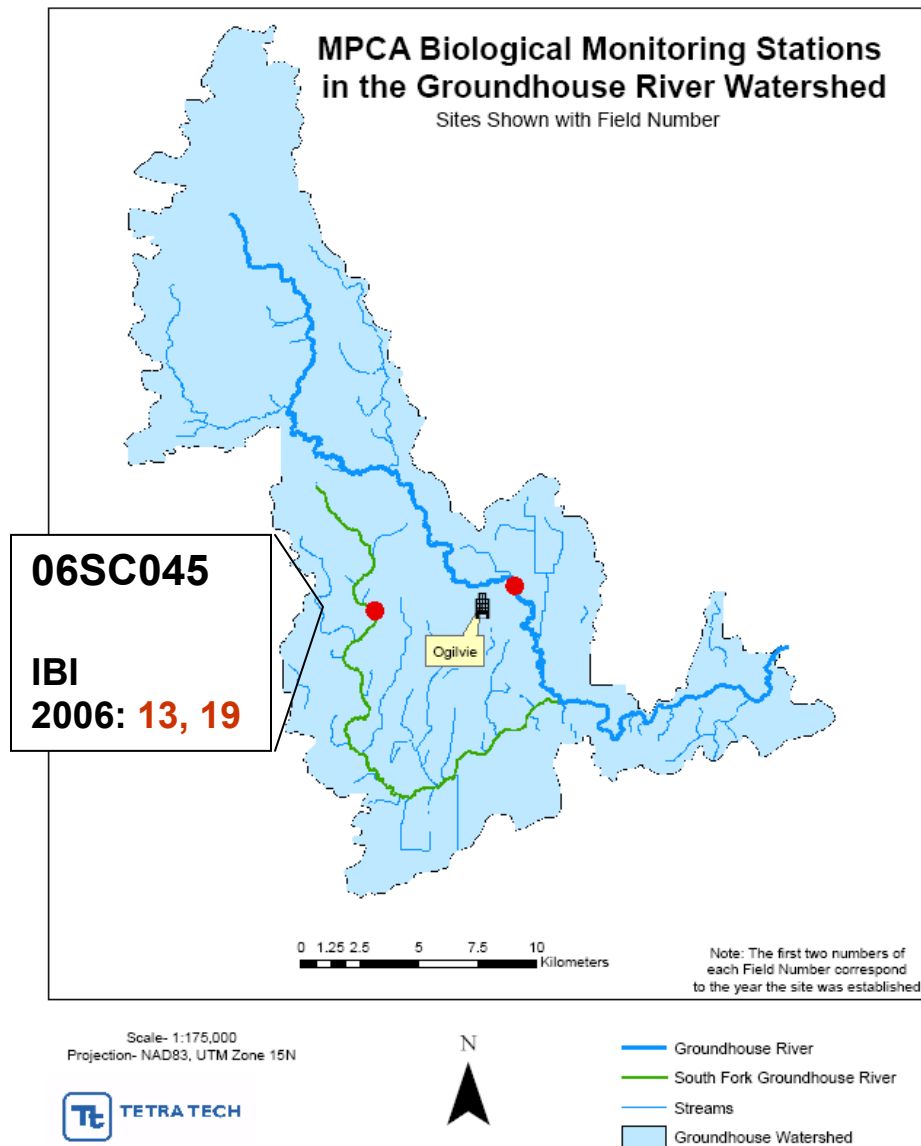 MPCA Biological Monitoring Stations
in the Groundhouse River Watershed
Sites Shown with Field Number
06SC045
IBI
2006: 13, 19
Ogilvie
0 1.25 2.5 5 7.5 10
Kilometers
Note: The first two numbers of
each Field Number correspond
to the year the site was established
Scale- 1:175,000
Projection- NAD83, UTM Zone 15N
N
Tt TETRA TECH
Groundhouse River
South Fork Groundhouse River
Streams
Groundhouse Watershed